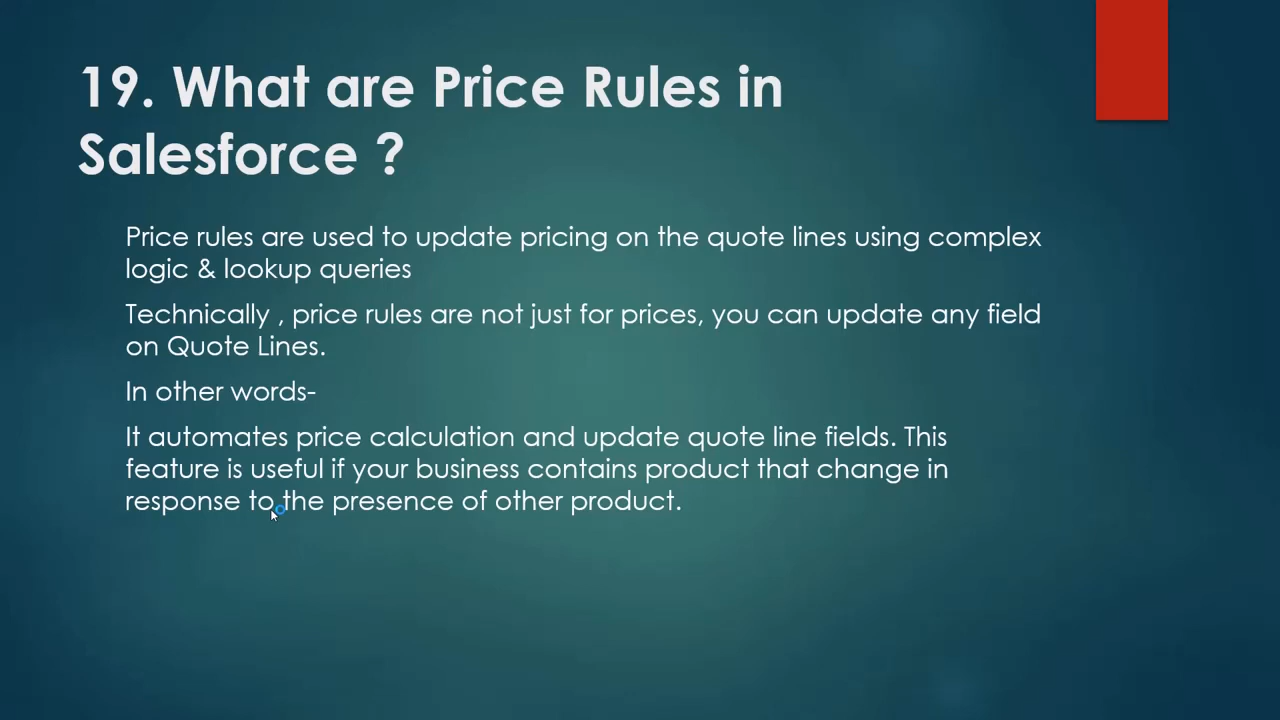 19. What are Price Rules in
Salesforce ?
Price rules are used to update pricing on the quote lines using complex
logic & lookup queries
Technically , price rules are not just for prices, you can update any field
on Quote Lines.
In other words-
It automates price calculation and update quote line fields. This
feature is useful if your business contains product that change in
response to the presence of other product.